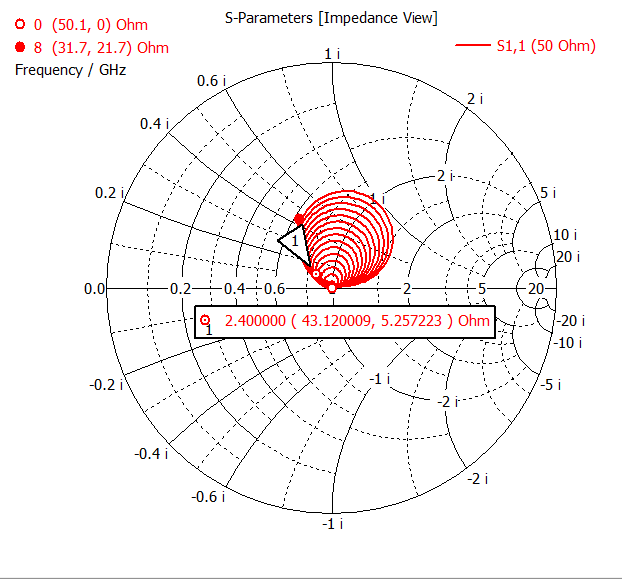 S-Parameters [Impedance View]
0 (50.1, 0) Ohm
8 (31.7, 21.7) Ohm
Frequency / GHz
S1,1 (50 Ohm)
1 i
0.6 i
2 i
0.4 i
0.2 i
2 i
1 i
5 i
1
10 i
20 i
0.0
0.2
0.4
0.6
2
5
20
2.400000 ( 43.120009, 5.257223 ) Ohm
1
-20 i
-10 i
-0.2 i
-1 i
-5 i
-2 i
-0.4 i
-2 i
-0.6 i
-1 i